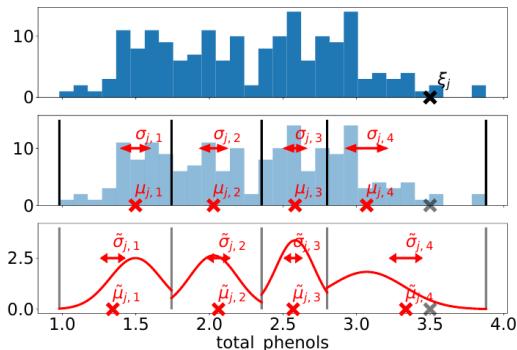 10
0
ξj
10
0
σj, 1 σj, 2 σj, 3 σj, 4
μj, 1 μj, 2 μj, 3 μj, 4
2.5
0.0
σ̃j, 1 σ̃j, 2 σ̃j, 3 σ̃j, 4
μ̃j, 1 μ̃j, 2 μ̃j, 3 μ̃j, 4
1.0 1.5 2.0 2.5 3.0 3.5 4.0
total_phenols